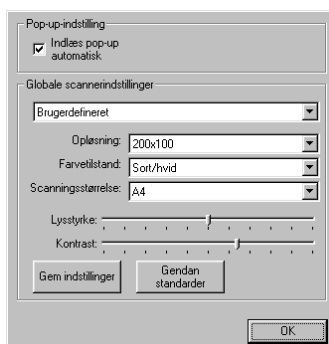 Pop-up-indstilling
Indlæs pop-up
automatisk
Globale scannerindstillinger
Brugerdefineret
Opløsning: 200x100
Farvetilstand: Sort/hvid
Scanningsstørrelse: A4
Lysstyrke:
Kontrast:
Gem indstillinger
Gendan
standarder
OK